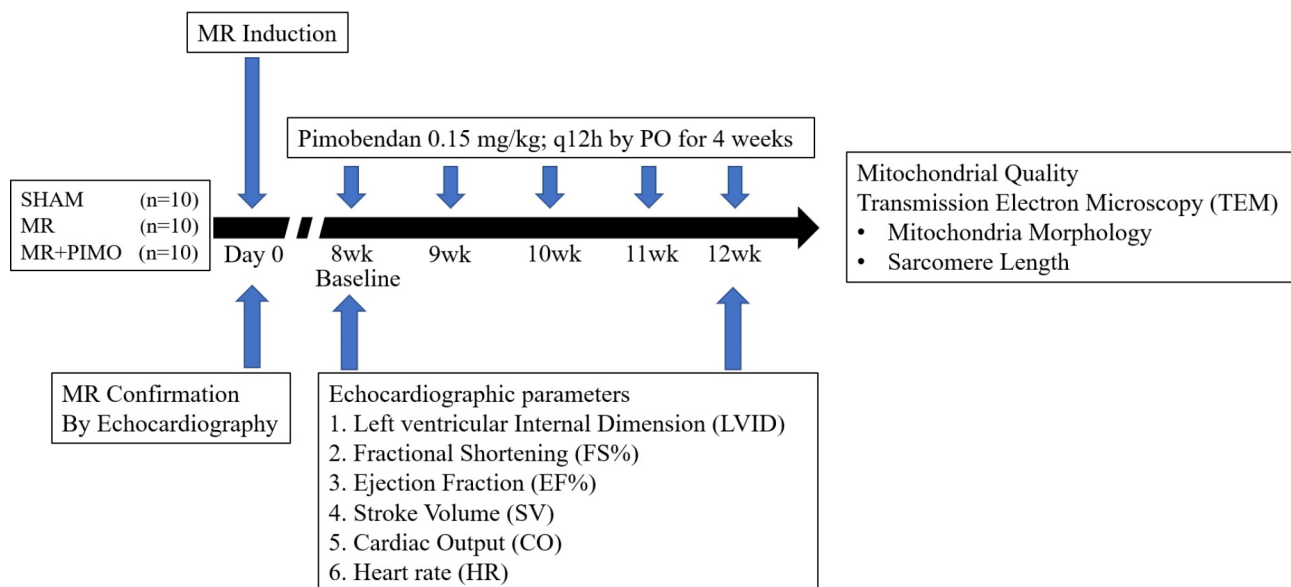 MR Induction
Pimobendan 0.15 mg/kg; q12h by PO for 4 weeks
SHAM (n=10)
MR (n=10)
MR+PIMO (n=10)
Day 0
8wk
Baseline
9wk
10wk
11wk
12wk
Mitochondrial Quality
Transmission Electron Microscopy (TEM)
• Mitochondria Morphology
• Sarcomere Length
MR Confirmation
By Echocardiography
Echocardiographic parameters
1. Left ventricular Internal Dimension (LVID)
2. Fractional Shortening (FS%)
3. Ejection Fraction (EF%)
4. Stroke Volume (SV)
5. Cardiac Output (CO)
6. Heart rate (HR)